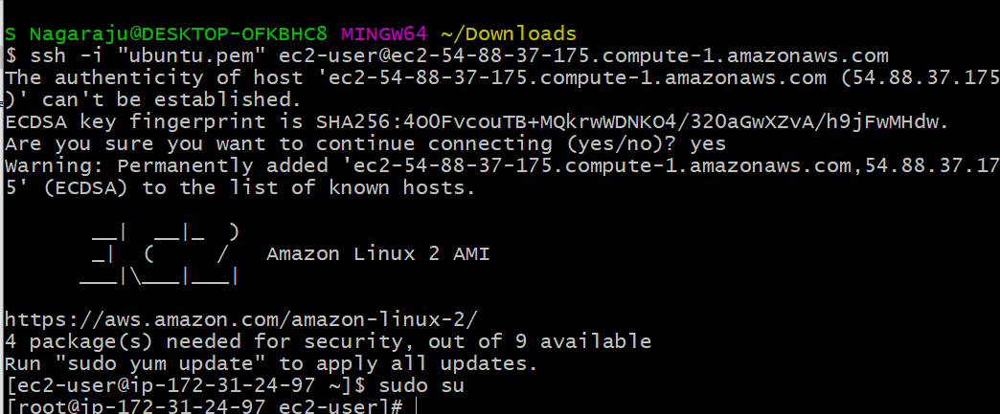 S Nagaraju@DESKTOP-OFKBHC8 MINGW64 ~/Downloads
$ ssh -i "ubuntu.pem" ec2-user@ec2-54-88-37-175.compute-1.amazonaws.com
The authenticity of host 'ec2-54-88-37-175.compute-1.amazonaws.com (54.88.37.175
)' can't be established.
ECDSA key fingerprint is SHA256:4O0FvcouTB+MQkrwWDNKO4/320aGwXZvA/h9jFwMHdw.
Are you sure you want to continue connecting (yes/no)? yes
Warning: Permanently added 'ec2-54-88-37-175.compute-1.amazonaws.com,54.88.37.17
5' (ECDSA) to the list of known hosts.
__|  __|_  )
_|  (     /   Amazon Linux 2 AMI
___|\___|___|
https://aws.amazon.com/amazon-linux-2/
4 package(s) needed for security, out of 9 available
Run "sudo yum update" to apply all updates.
[ec2-user@ip-172-31-24-97 ~]$ sudo su
[root@ip-172-31-24-97 ec2-user]#